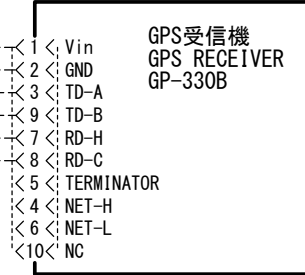 GPS受信機
GPS RECEIVER
GP-330B
1 Vin
2 GND
3 TD-A
9 TD-B
7 RD-H
8 RD-C
5 TERMINATOR
4 NET-H
6 NET-L
10 NC